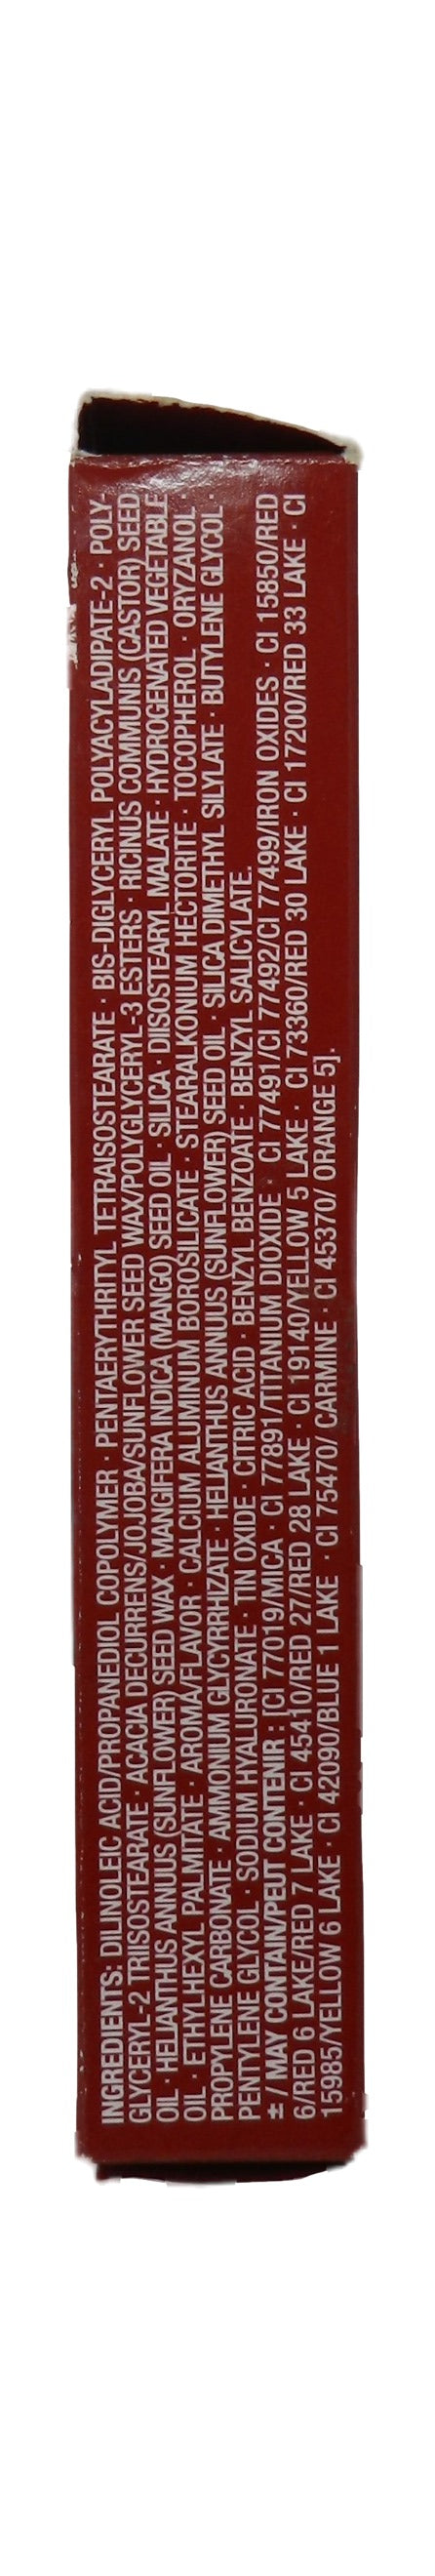 INGREDIENTS: DILINOLEIC ACID/PROPANEDIOL COPOLYMER · PENTAERYTHRITYL TETRAISOSTEARATE · BIS-DIGLYCERYL POLYACYLADIPATE-2 · POLY-
GLYCERYL-2 TRIISOSTEARATE · ACACIA DECURRENS/JOJOBA/SUNFLOWER SEED WAX/POLYGLYCERYL-3 ESTERS · RICINUS COMMUNIS (CASTOR) SEED
OIL · HELIANTHUS ANNUUS (SUNFLOWER) SEED WAX · MANGIFERA INDICA (MANGO) SEED OIL · SILICA · DIISOSTEARYL MALATE · HYDROGENATED VEGETABLE
OIL · ETHYLHEXYL PALMITATE · AROMA/FLAVOR · CALCIUM ALUMINUM BOROSILICATE · STEARALKONIUM HECTORITE · TOCOPHEROL · ORYZANOL ·
PROPYLENE CARBONATE · AMMONIUM GLYCYRRHIZATE · HELIANTHUS ANNUUS (SUNFLOWER) SEED OIL · SILICA DIMETHYL SILYLATE · BUTYLENE GLYCOL ·
PENTYLENE GLYCOL · SODIUM HYALURONATE · TIN OXIDE · CITRIC ACID · BENZYL BENZOATE · BENZYL SALICYLATE.
± / MAY CONTAIN/PEUT CONTENIR : [CI 77019/MICA · CI 77891/TITANIUM DIOXIDE · CI 77491/CI 77492/CI 77499/IRON OXIDES · CI 15850/RED
6/RED 6 LAKE/RED 7 LAKE · CI 45410/RED 27/RED 28 LAKE · CI 19140/YELLOW 5 LAKE · CI 73360/RED 30 LAKE · CI 17200/RED 33 LAKE · CI
15985/YELLOW 6 LAKE · CI 42090/BLUE 1 LAKE · CI 75470/ CARMINE · CI 45370/ ORANGE 5].